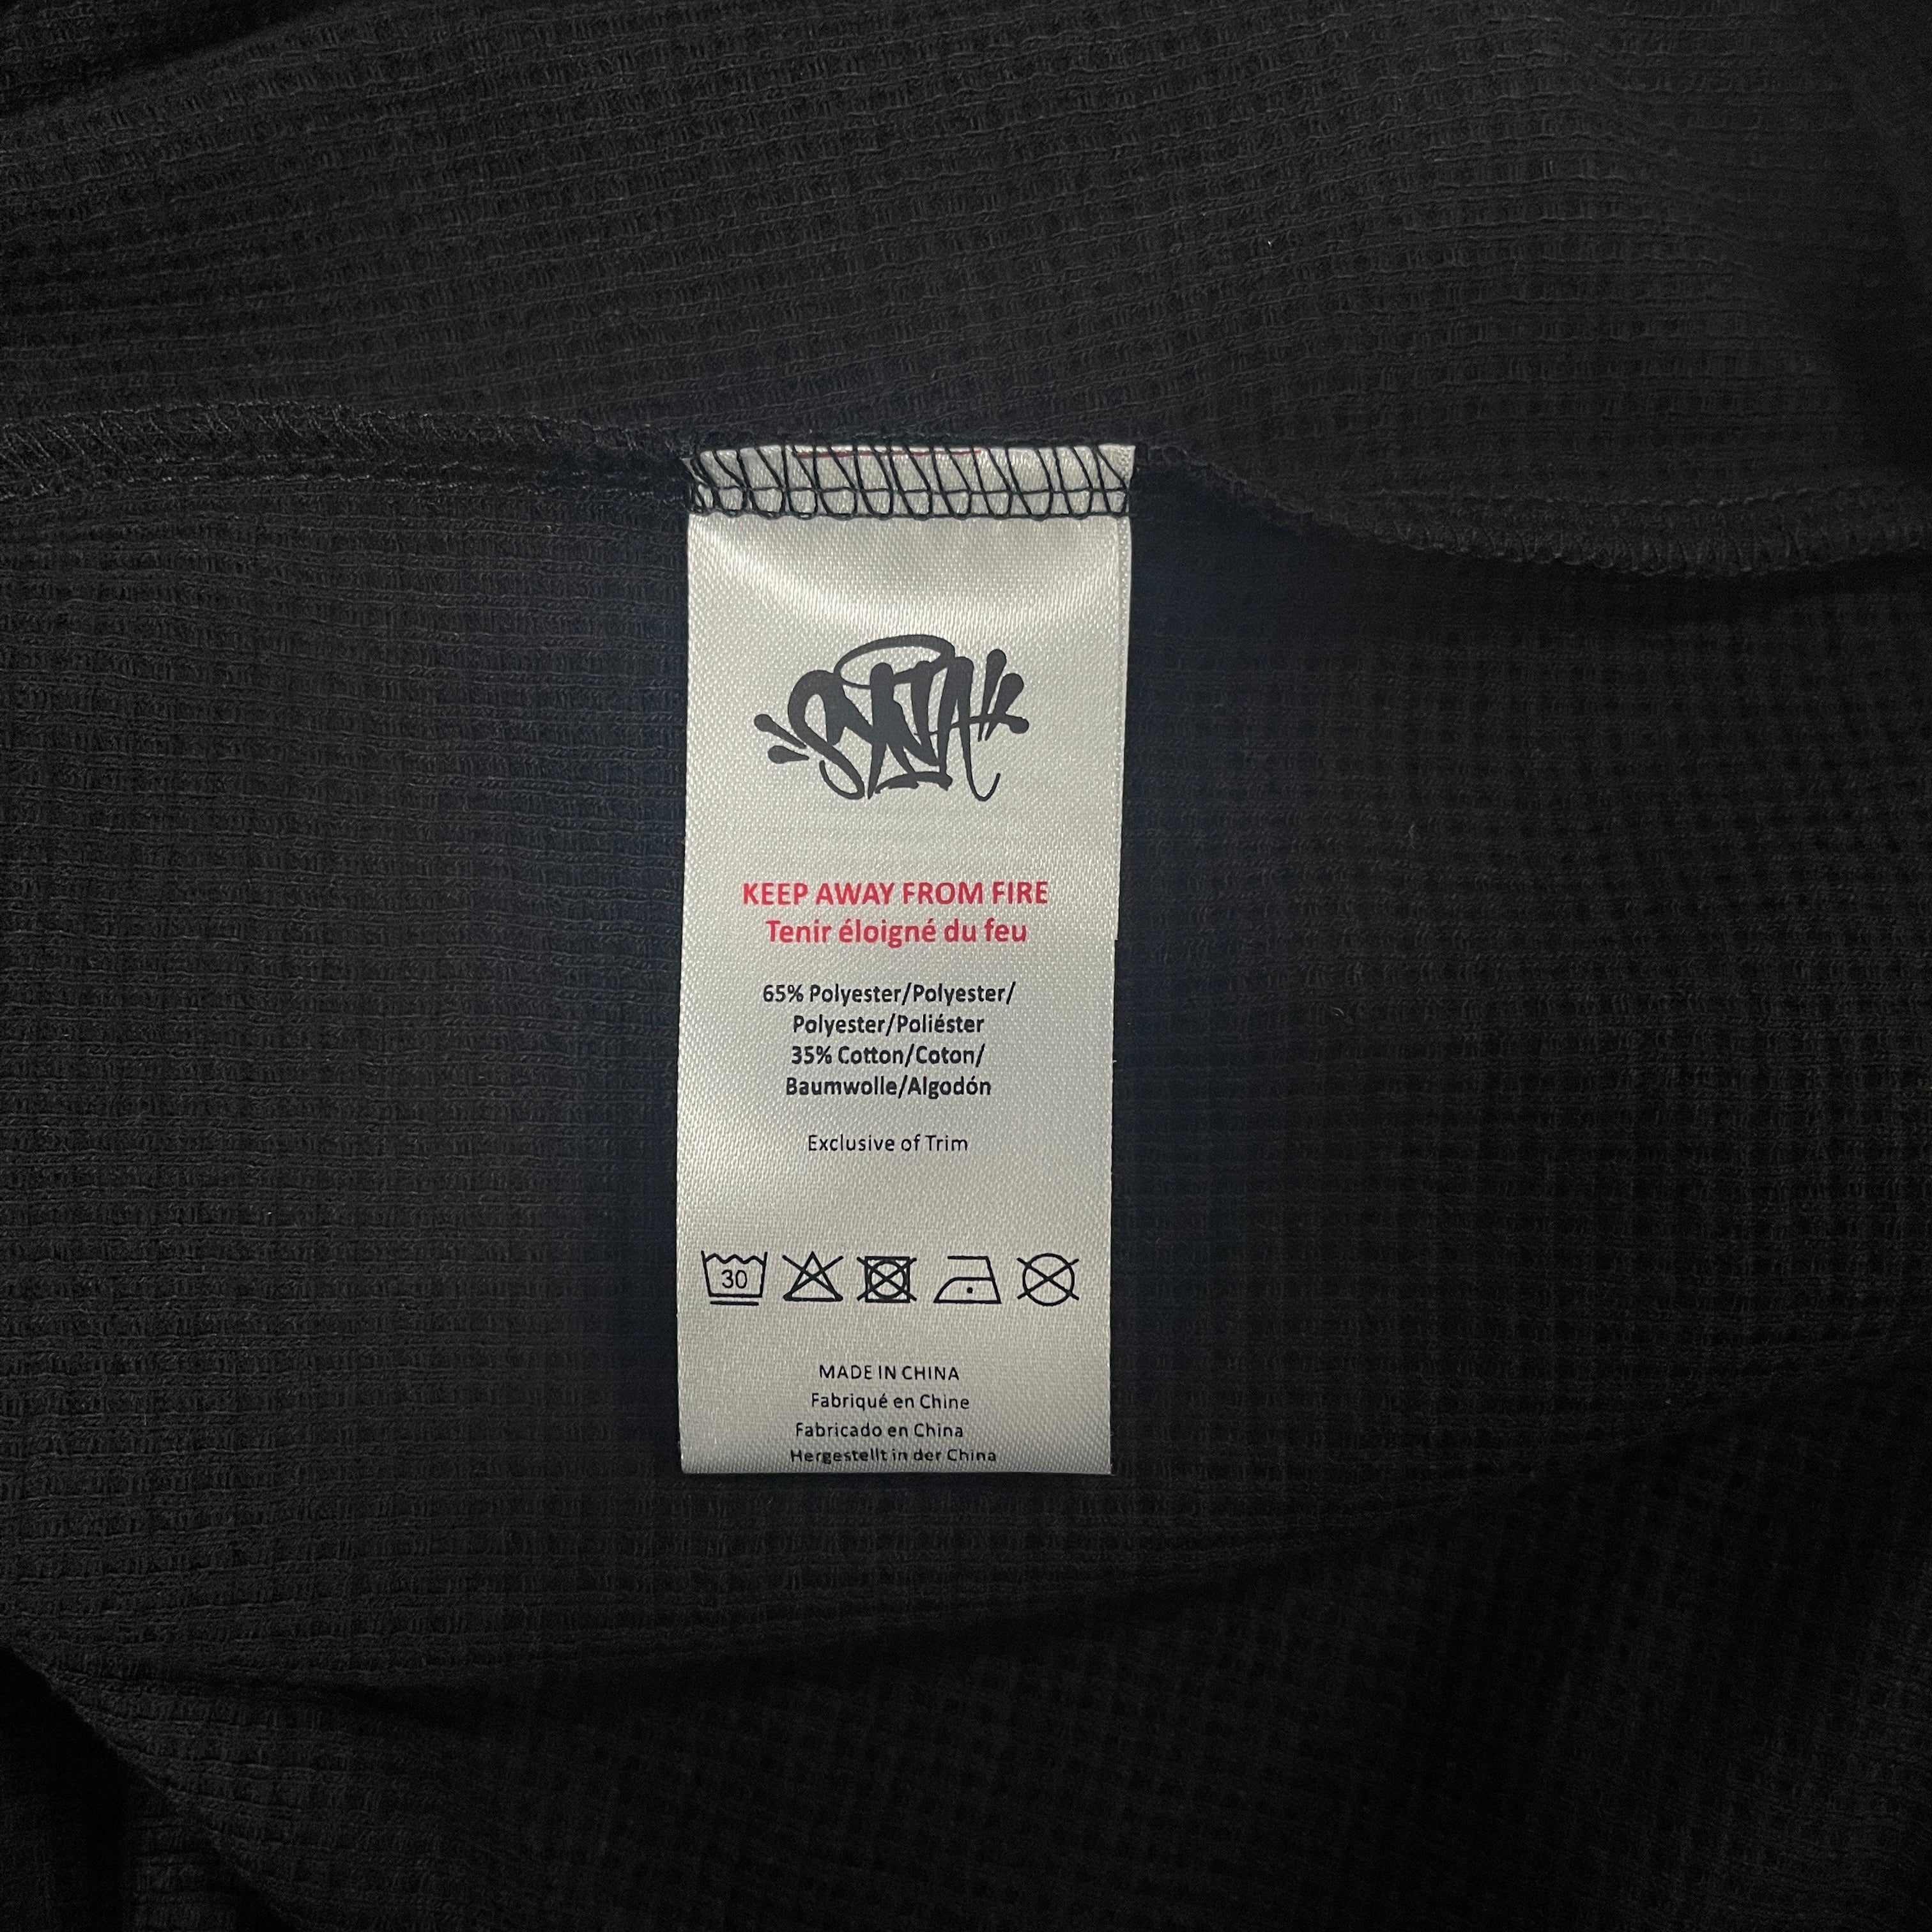 SYNA
KEEP AWAY FROM FIRE
Tenir éloigné du feu
65% Polyester/Polyester/
Polyester/Poliéster
35% Cotton/Coton/
Baumwolle/Algodón
Exclusive of Trim
30
MADE IN CHINA
Fabriqué en Chine
Fabricado en China
Hergestellt in der China